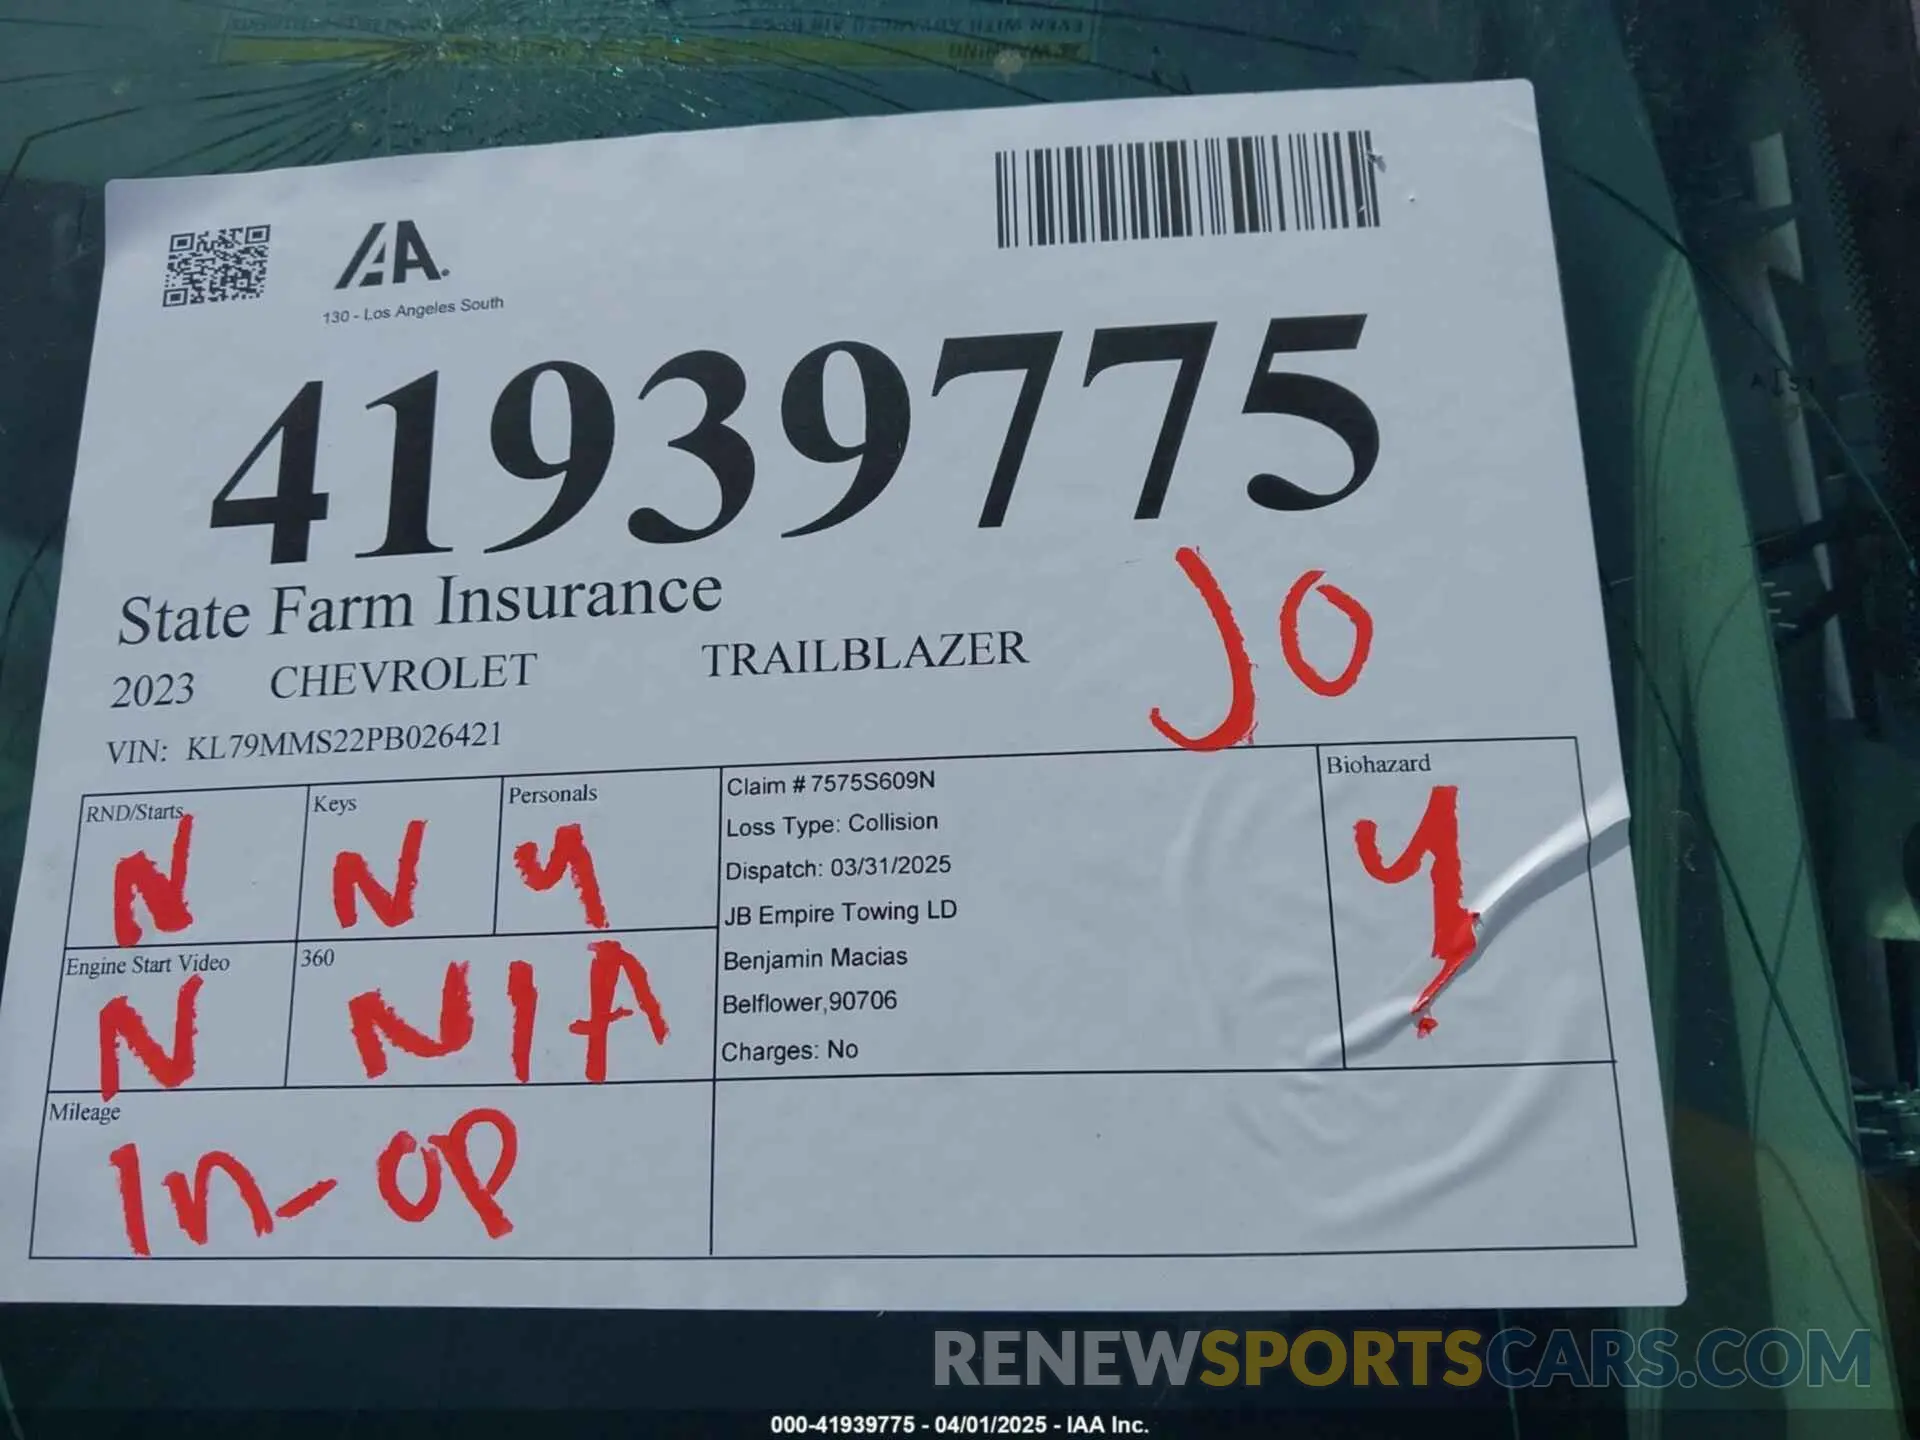 IAA.
130 - Los Angeles South
41939775
State Farm Insurance
2023 CHEVROLET TRAILBLAZER
JO
VIN: KL79MMS22PB026421
RND/Starts
N
Keys
N
Personals
Y
Claim # 7575S609N
Loss Type: Collision
Dispatch: 03/31/2025
JB Empire Towing LD
Benjamin Macias
Belflower,90706
Charges: No
Biohazard
Y
Engine Start Video
N
360
N/A
Mileage
In-op
RENEWSPORTSCARS.COM
000-41939775 - 04/01/2025 - IAA Inc.